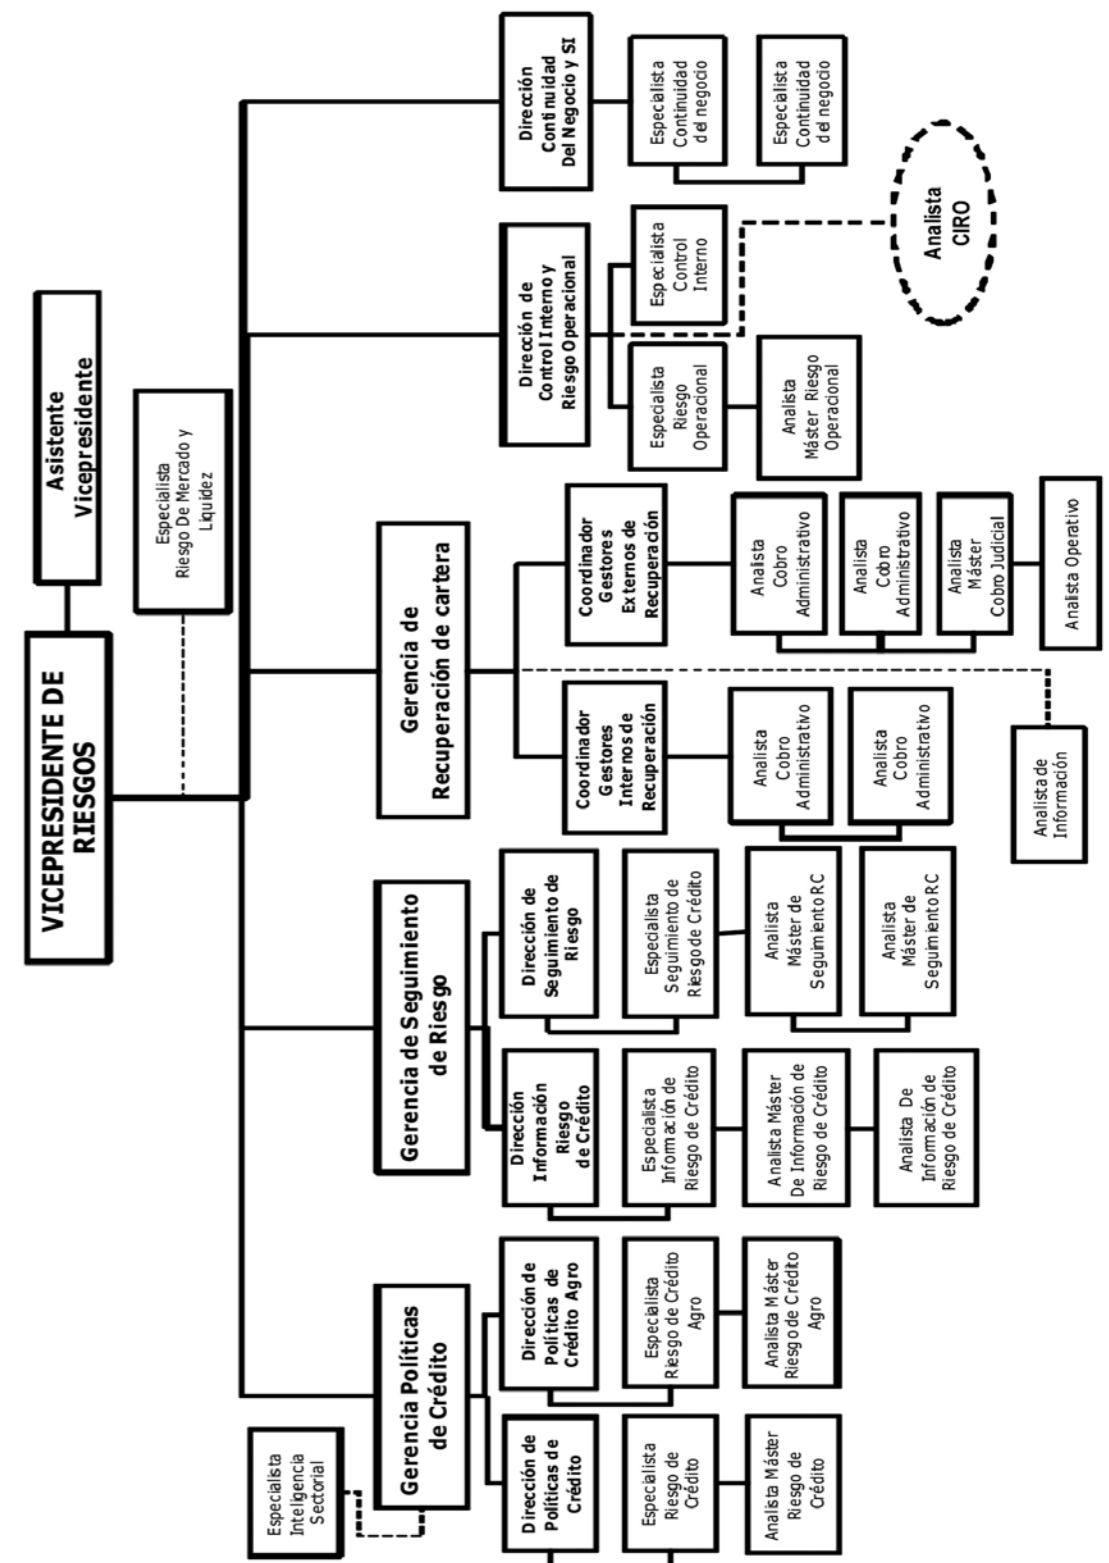 VICEPRESIDENTE DE
RIESGOS
Asistente
Vicepresidente
Especialista
Riesgo De Mercado y
Liquidez
Especialista
Inteligencia
Sectorial
Gerencia Políticas
de Crédito
Dirección de
Políticas de
Crédito
Especialista
Riesgo de
Crédito
Analista Máster
Riesgo de
Crédito
Dirección de
Políticas de
Crédito Agro
Especialista
Riesgo de Crédito
Agro
Analista Máster
Riesgo de Crédito
Agro
Gerencia de Seguimiento
de Riesgo
Dirección
Información
Riesgo
de Crédito
Especialista
Información de
Riesgo de Crédito
Analista Máster
De Información de
Riesgo de Crédito
Analista De
Información de
Riesgo de Crédito
Dirección de
Seguimiento de
Riesgo
Especialista
Seguimiento de
Riesgo de Crédito
Analista
Máster de
Seguimiento RC
Analista
Máster de
Seguimiento RC
Gerencia de
Recuperación de cartera
Coordinador
Gestores
Internos de
Recuperación
Analista
Cobro
Administrativo
Analista
Cobro
Administrativo
Analista de
Información
Coordinador
Gestores
Externos de
Recuperación
Analista
Cobro
Administrativo
Analista
Cobro
Administrativo
Analista
Máster
Cobro Judicial
Analista Operativo
Dirección de
Control Interno y
Riesgo Operacional
Especialista
Riesgo
Operacional
Analista
Máster Riesgo
Operacional
Especialista
Control
Interno
Analista
CIRO
Dirección
Continuidad
Del Negocio y SI
Especialista
Continuidad
del negocio
Especialista
Continuidad
del negocio